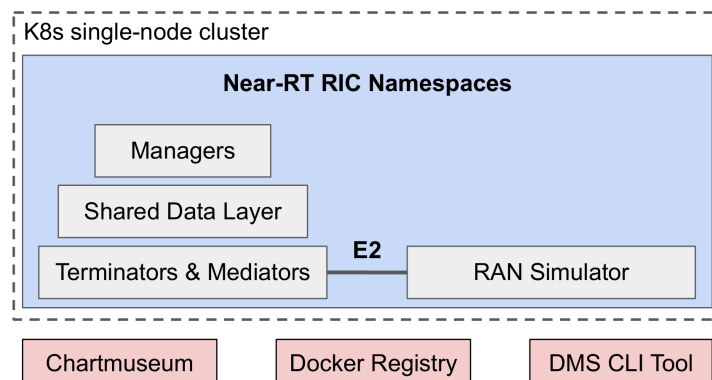 K8s single-node cluster
Near-RT RIC Namespaces
Managers
Shared Data Layer
E2
Terminators & Mediators
RAN Simulator
Chartmuseum
Docker Registry
DMS CLI Tool